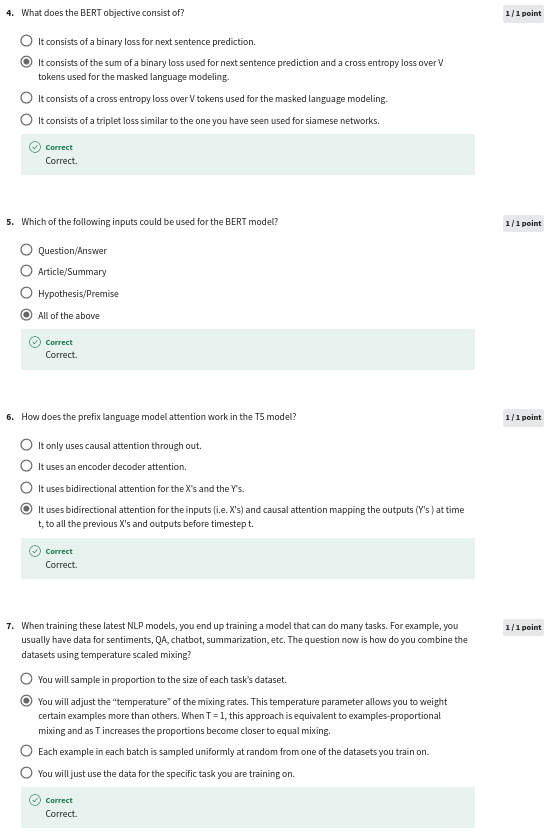 4. What does the BERT objective consist of?
1 / 1 point
It consists of a binary loss for next sentence prediction.
It consists of the sum of a binary loss used for next sentence prediction and a cross entropy loss over V
tokens used for the masked language modeling.
It consists of a cross entropy loss over V tokens used for the masked language modeling.
It consists of a triplet loss similar to the one you have seen used for siamese networks.
Correct
Correct.
5. Which of the following inputs could be used for the BERT model?
1 / 1 point
Question/Answer
Article/Summary
Hypothesis/Premise
All of the above
Correct
Correct.
6. How does the prefix language model attention work in the T5 model?
1 / 1 point
It only uses causal attention through out.
It uses an encoder decoder attention.
It uses bidirectional attention for the X's and the Y's.
It uses bidirectional attention for the inputs (i.e. X's) and causal attention mapping the outputs (Y's ) at time
t, to all the previous X's and outputs before timestep t.
Correct
Correct.
7. When training these latest NLP models, you end up training a model that can do many tasks. For example, you
usually have data for sentiments, QA, chatbot, summarization, etc. The question now is how do you combine the
datasets using temperature scaled mixing?
1 / 1 point
You will sample in proportion to the size of each task's dataset.
You will adjust the “temperature” of the mixing rates. This temperature parameter allows you to weight
certain examples more than others. When T = 1, this approach is equivalent to examples-proportional
mixing and as T increases the proportions become closer to equal mixing.
Each example in each batch is sampled uniformly at random from one of the datasets you train on.
You will just use the data for the specific task you are training on.
Correct
Correct.